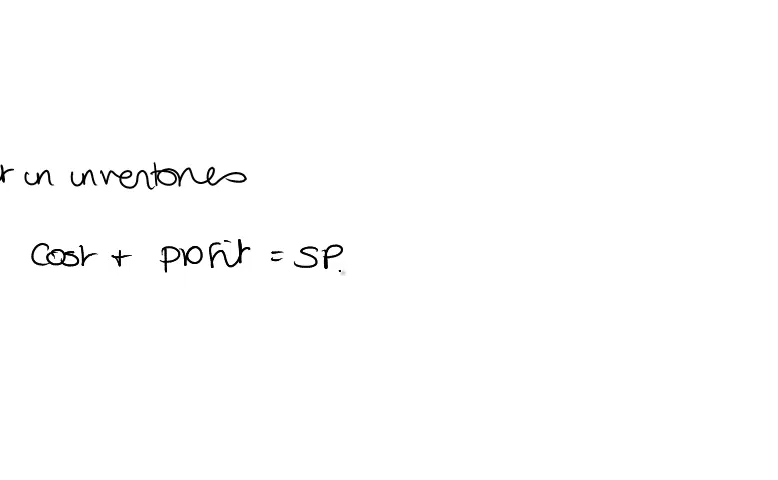 in inventories
Cost + profit = SP.